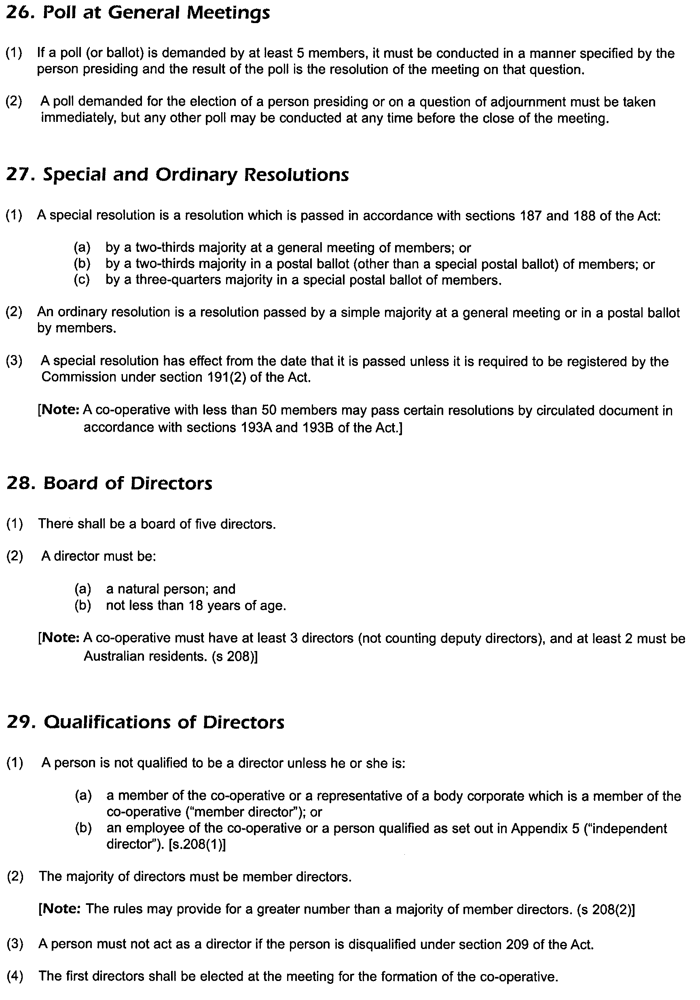 26. Poll at General Meetings
(1) If a poll (or ballot) is demanded by at least 5 members, it must be conducted in a manner specified by the
person presiding and the result of the poll is the resolution of the meeting on that question.
(2) A poll demanded for the election of a person presiding or on a question of adjournment must be taken
immediately, but any other poll may be conducted at any time before the close of the meeting.
27. Special and Ordinary Resolutions
(1) A special resolution is a resolution which is passed in accordance with sections 187 and 188 of the Act:
(a) by a two-thirds majority at a general meeting of members; or
(b) by a two-thirds majority in a postal ballot (other than a special postal ballot) of members; or
(c) by a three-quarters majority in a special postal ballot of members.
(2) An ordinary resolution is a resolution passed by a simple majority at a general meeting or in a postal ballot
by members.
(3) A special resolution has effect from the date that it is passed unless it is required to be registered by the
Commission under section 191(2) of the Act.
[Note: A co-operative with less than 50 members may pass certain resolutions by circulated document in
accordance with sections 193A and 193B of the Act.]
28. Board of Directors
(1) There shall be a board of five directors.
(2) A director must be:
(a) a natural person; and
(b) not less than 18 years of age.
[Note: A co-operative must have at least 3 directors (not counting deputy directors), and at least 2 must be
Australian residents. (s 208)]
29. Qualifications of Directors
(1) A person is not qualified to be a director unless he or she is:
(a) a member of the co-operative or a representative of a body corporate which is a member of the
co-operative ("member director"); or
(b) an employee of the co-operative or a person qualified as set out in Appendix 5 ("independent
director"). [s.208(1)]
(2) The majority of directors must be member directors.
[Note: The rules may provide for a greater number than a majority of member directors. (s 208(2)]
(3) A person must not act as a director if the person is disqualified under section 209 of the Act.
(4) The first directors shall be elected at the meeting for the formation of the co-operative.